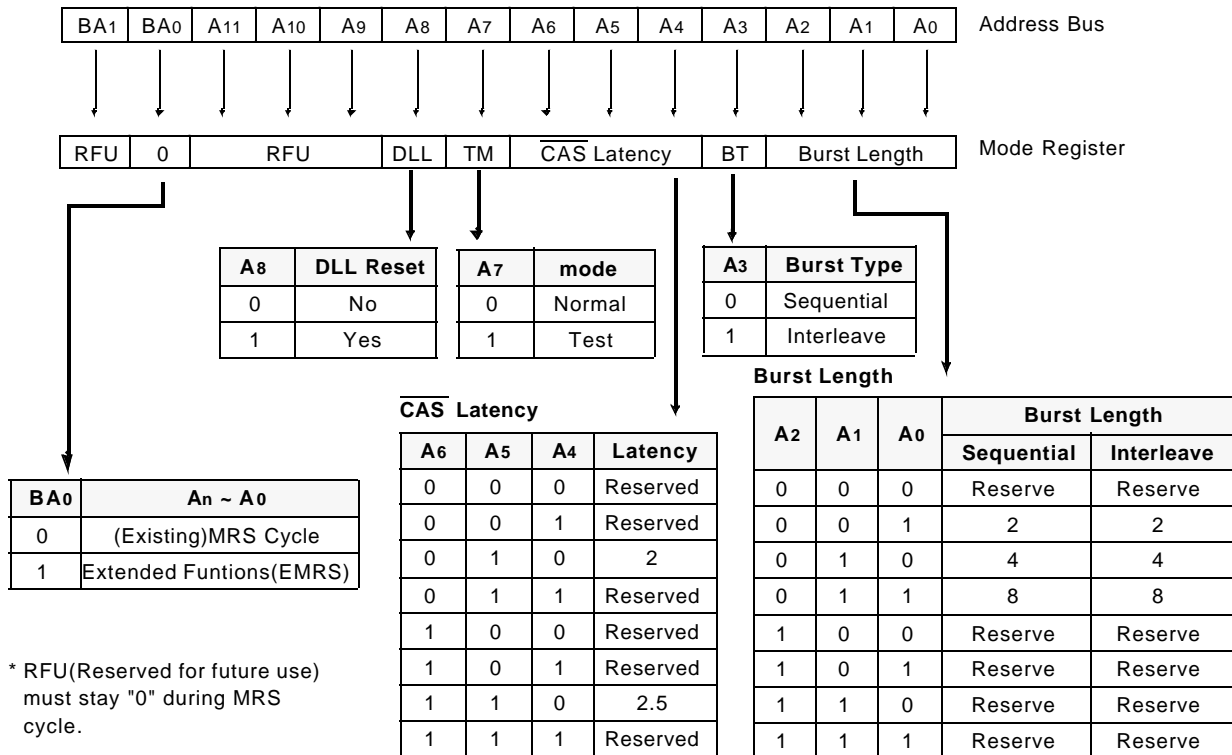 BA1 BA0 A11 A10 A9 A8 A7 A6 A5 A4 A3 A2 A1 A0 Address Bus
RFU 0 RFU DLL TM CAS Latency BT Burst Length Mode Register
A8 DLL Reset
0 No
1 Yes
A7 mode
0 Normal
1 Test
A3 Burst Type
0 Sequential
1 Interleave
BA0 An ~ A0
0 (Existing)MRS Cycle
1 Extended Funtions(EMRS)
* RFU(Reserved for future use)
must stay "0" during MRS
cycle.
CAS Latency
A6 A5 A4 Latency
0 0 0 Reserved
0 0 1 Reserved
0 1 0 2
0 1 1 Reserved
1 0 0 Reserved
1 0 1 Reserved
1 1 0 2.5
1 1 1 Reserved
Burst Length
A2 A1 A0 Burst Length
Sequential Interleave
0 0 0 Reserve Reserve
0 0 1 2 2
0 1 0 4 4
0 1 1 8 8
1 0 0 Reserve Reserve
1 0 1 Reserve Reserve
1 1 0 Reserve Reserve
1 1 1 Reserve Reserve